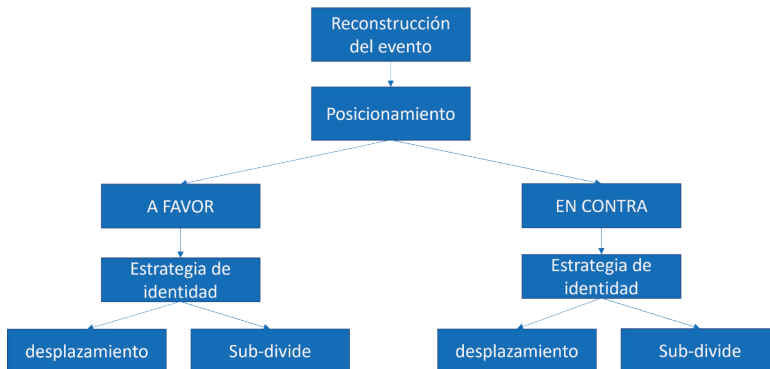 Reconstrucción
del evento
Posicionamiento
A FAVOR
EN CONTRA
Estrategia de
identidad
Estrategia de
identidad
desplazamiento
Sub-divide
desplazamiento
Sub-divide